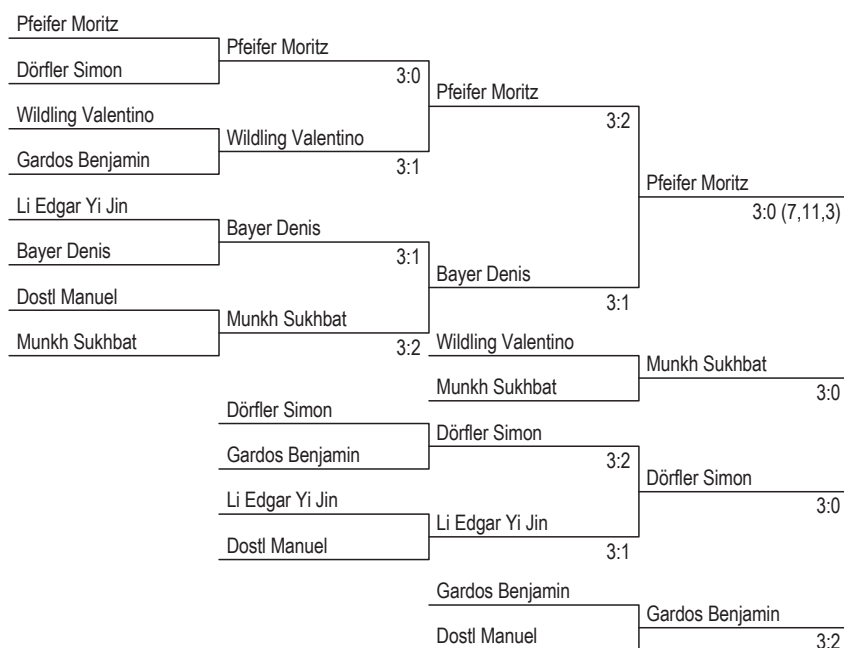 Pfeifer Moritz
Pfeifer Moritz
Dörfler Simon
3:0
Pfeifer Moritz
Wildling Valentino
3:2
Wildling Valentino
Gardos Benjamin
3:1
Pfeifer Moritz
Li Edgar Yi Jin
3:0 (7,11,3)
Bayer Denis
Bayer Denis
3:1
Bayer Denis
Dostl Manuel
3:1
Munkh Sukhbat
Munkh Sukhbat
3:2
Wildling Valentino
Munkh Sukhbat
Munkh Sukhbat
3:0
Dörfler Simon
Dörfler Simon
Gardos Benjamin
3:2
Dörfler Simon
Li Edgar Yi Jin
3:0
Li Edgar Yi Jin
Dostl Manuel
3:1
Gardos Benjamin
Gardos Benjamin
Dostl Manuel
3:2